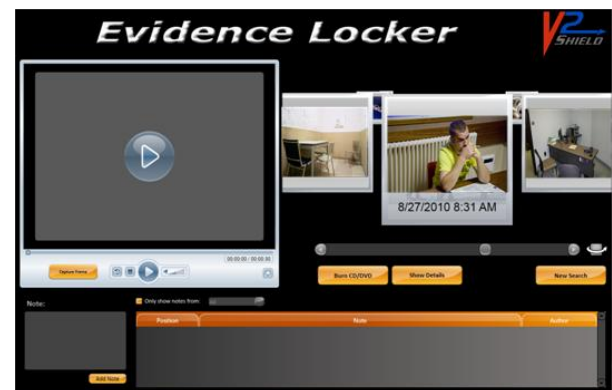 Evidence Locker
V2
SHIELD
8/27/2010 8:31 AM
00:00:00 / 00:00:00
Capture Frame
Burn CD/DVD
Show Details
New Search
Note:
Only show notes from:
Position
Note
Author
Add Note